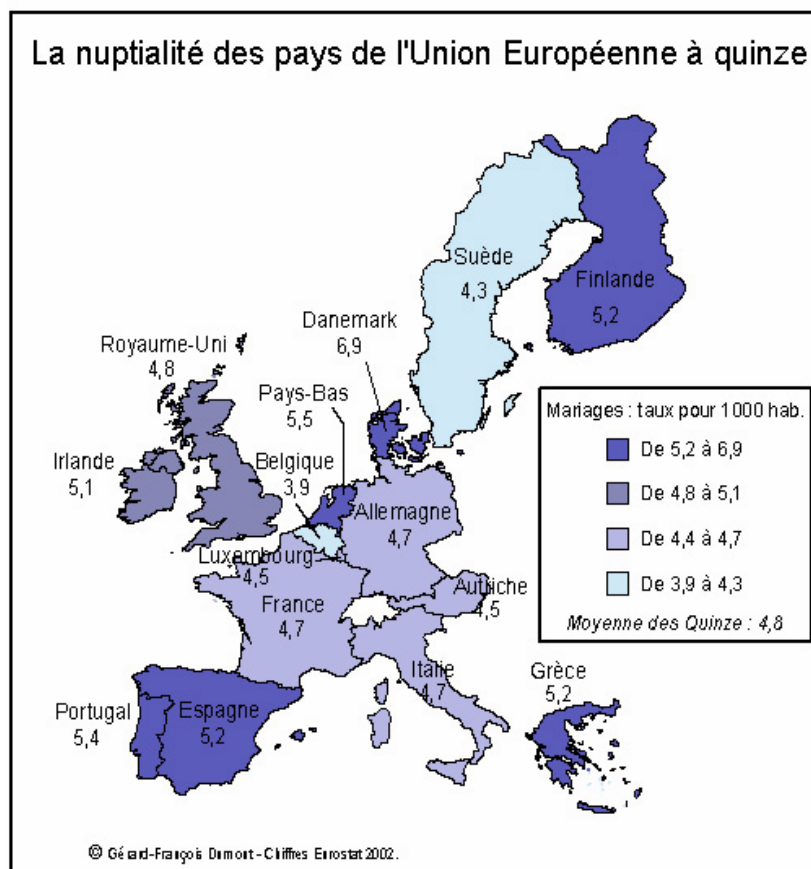 La nuptialité des pays de l'Union Européenne à quinze
Suède
4,3
Finlande
5,2
Danemark
6,9
Royaume-Uni
4,8
Pays-Bas
5,5
Irlande
5,1
Belgique
3,9
Allemagne
4,7
Luxembourg
4,5
France
4,7
Autriche
4,5
Italie
4,7
Grèce
5,2
Portugal
5,4
Espagne
5,2
Mariages : taux pour 1000 hab.
De 5,2 à 6,9
De 4,8 à 5,1
De 4,4 à 4,7
De 3,9 à 4,3
Moyenne des Quinze : 4,8
© Gérard-François Dumont - Chiffres Eurostat 2002.